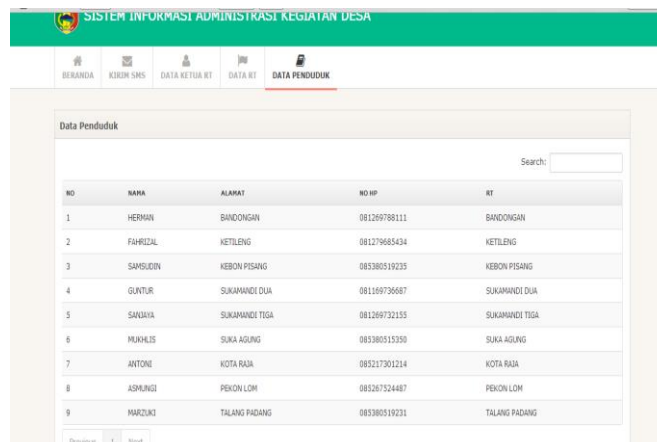 SISTEM INFORMASI ADMINISTRASI KEGIATAN DESA
BERANDA KIRIM SMS DATA KETUA RT DATA RT DATA PENDUDUK
Data Penduduk
Search:
NO NAMA ALAMAT NO HP RT
1 HERMAN BANDONGAN 081269788111 BANDONGAN
2 FAHRIZAL KETILENG 081279685434 KETILENG
3 SAMSUDIN KEBON PISANG 085380519235 KEBON PISANG
4 GUNTUR SUKAMANDI DUA 081169736687 SUKAMANDI DUA
5 SANJAYA SUKAMANDI TIGA 081269732155 SUKAMANDI TIGA
6 MUKHLIS SUKA AGUNG 085380515350 SUKA AGUNG
7 ANTONI KOTA RAJA 085217301214 KOTA RAJA
8 ASMUNGI PEKON LOM 085267524487 PEKON LOM
9 MARZUKI TALANG PADANG 085380519231 TALANG PADANG
Previous 1 Next